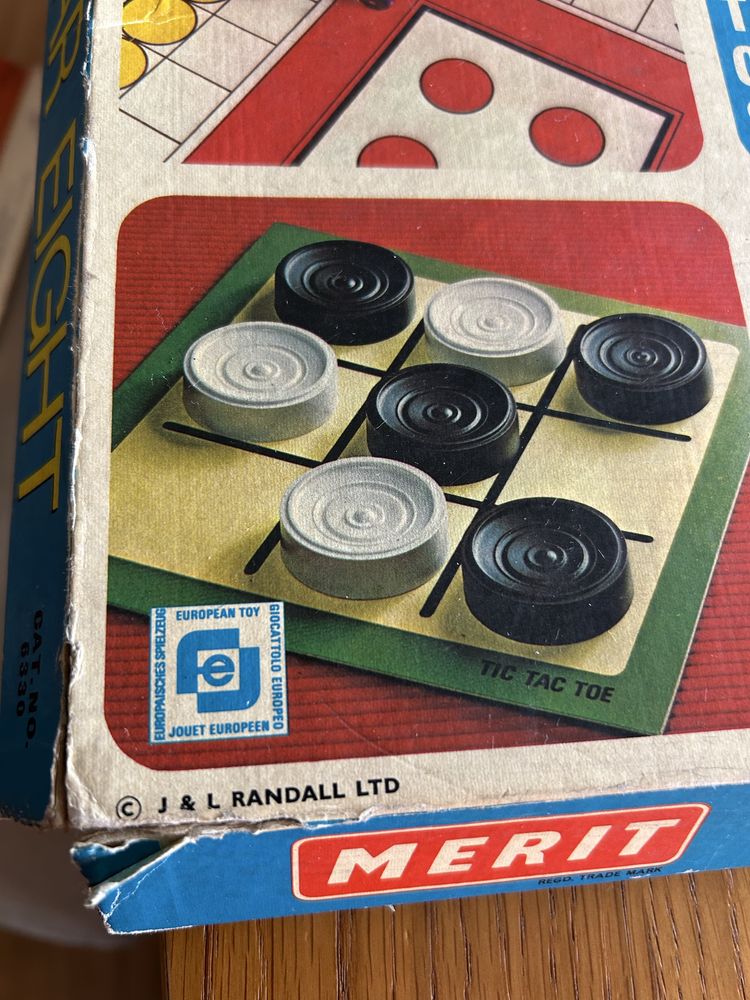 EIGHT
CAT. NO.
6330
TIC TAC TOE
EUROPEAN TOY
GIOCATTOLO EUROPEO
JOUET EUROPEEN
EUROPAISCHES SPIELZEUG
e
© J & L RANDALL LTD
MERIT
REGD. TRADE MARK